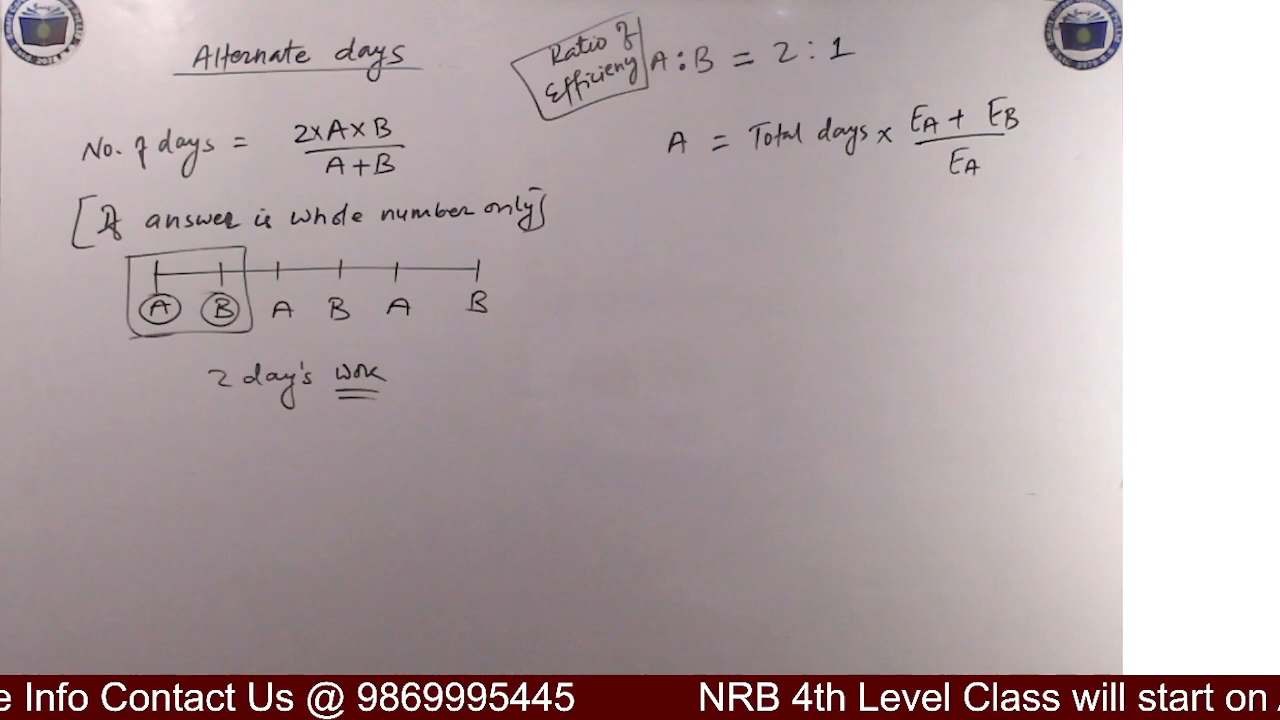 Alternate days
No. of days = 2×A×B / A+B
[If answer is whole number only]
A B A B A B
2 day's work
Ratio of Efficieny A : B = 2 : 1
A = Total days × EA + EB / EA
e Info Contact Us @ 9869995445 NRB 4th Level Class will start on